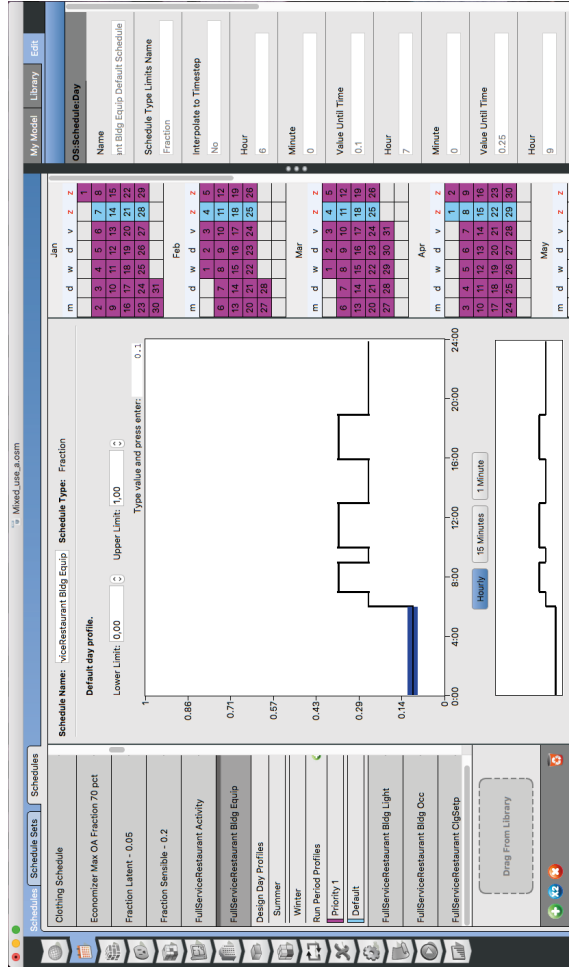 Mixed_use_a.osm
Schedules
Schedule Sets
Schedules
Clothing Schedule
Economizer Max OA Fraction 70 pct
Fraction Latent - 0.05
Fraction Sensible - 0.2
FullServiceRestaurant Activity
FullServiceRestaurant Bldg Equip
Design Day Profiles
Summer
Winter
Run Period Profiles
Priority 1
Default
FullServiceRestaurant Bldg Light
FullServiceRestaurant Bldg Occ
FullServiceRestaurant ClgSetp
Drag From Library
x2
Schedule Name: viceRestaurant Bldg Equip Schedule Type: Fraction
Default day profile.
Lower Limit: 0,00 Upper Limit: 1,00
Type value and press enter: 0.1
1
0.86
0.71
0.57
0.43
0.29
0.14
0
0:00 4:00 8:00 12:00 16:00 20:00 24:00
Hourly 15 Minutes 1 Minute
Jan
m d w d v z z
1
2 3 4 5 6 7 8
9 10 11 12 13 14 15
16 17 18 19 20 21 22
23 24 25 26 27 28 29
30 31
Feb
m d w d v z z
1 2 3 4 5
6 7 8 9 10 11 12
13 14 15 16 17 18 19
20 21 22 23 24 25 26
27 28
Mar
m d w d v z z
1 2 3 4 5
6 7 8 9 10 11 12
13 14 15 16 17 18 19
20 21 22 23 24 25 26
27 28 29 30 31
Apr
m d w d v z z
1 2
3 4 5 6 7 8 9
10 11 12 13 14 15 16
17 18 19 20 21 22 23
24 25 26 27 28 29 30
May
m d w d v z z
My Model Library Edit
OS:Schedule:Day
Name
ant Bldg Equip Default Schedule
Schedule Type Limits Name
Fraction
Interpolate to Timestep
No
Hour
6
Minute
0
Value Until Time
0.1
Hour
7
Minute
0
Value Until Time
0.25
Hour
9